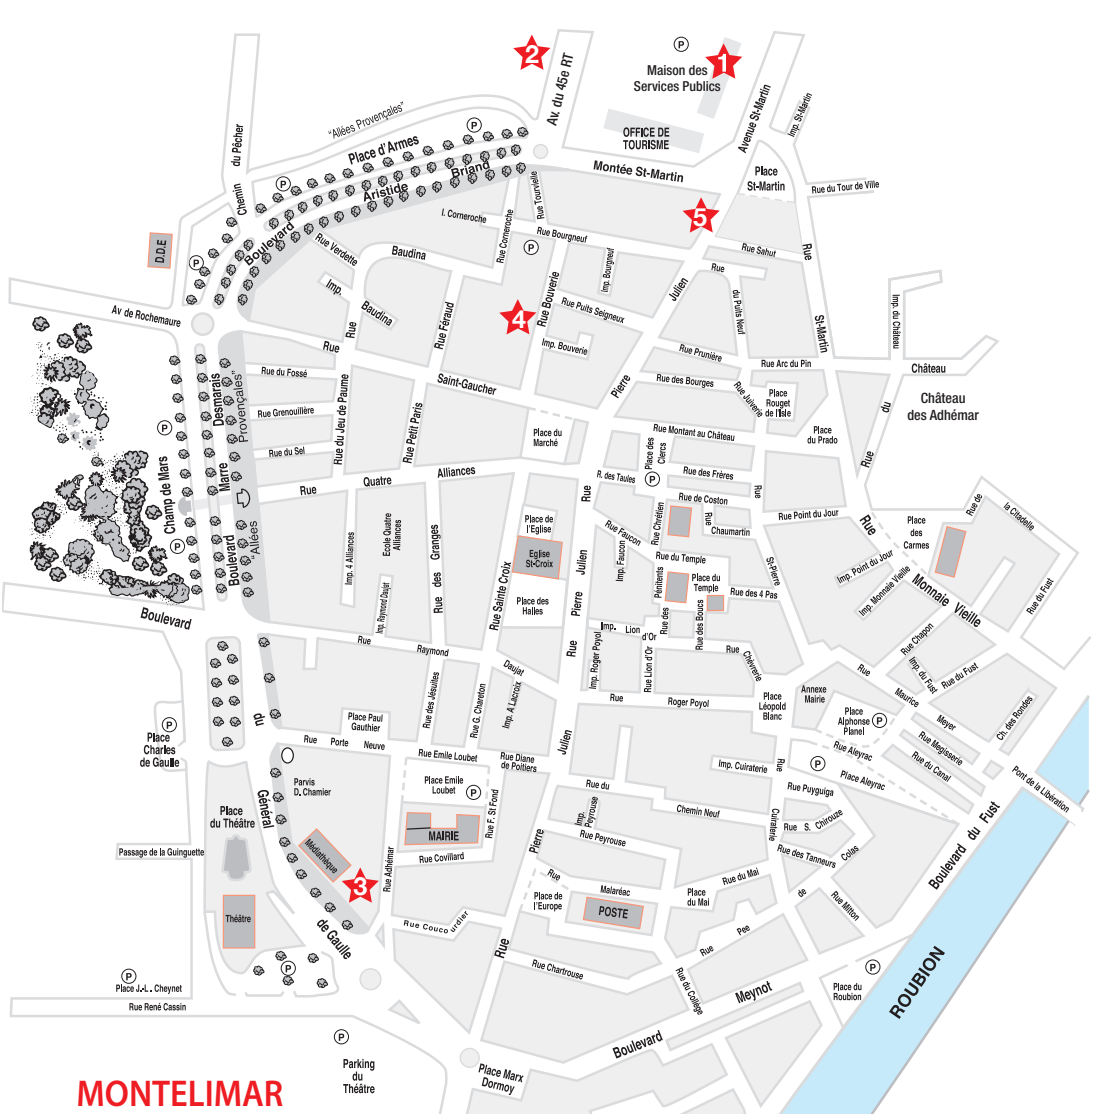 2
1
P
Maison des
Services Publics
Av. du 45e RT
OFFICE DE
TOURISME
Avenue St-Martin
Imp. St-Martin
"Allées Provençales"
P
Place d'Armes
Chemin du Pêcher
P
Montée St-Martin
Place
St-Martin
Rue du Tour de Ville
Boulevard Aristide Briand
D.D.E
P
I. Corneroche
Rue Corneroche
Rue Tourvieille
5
Rue Verdette
Baudina
P
Rue Bourgneuf
Imp. Bourgneuf
Rue Sahut
Rue
St-Martin
Imp.
Baudina
Rue Féraud
4
Rue Bouverie
Rue Puits Seigneux
Julien
Rue
du Puits Neuf
Imp. du Château
Av de Rochemaure
Rue
Rue
Imp. Bouverie
Rue Prunière
Rue Arc du Pin
Château
Rue du Fossé
Saint-Gaucher
Pierre
Rue des Bourges
Rue Juiverie
Place
Rouget
de l'Isle
du
Château
des Adhémar
Desmarais
Provençales"
Rue Grenouillère
Rue du Jeu de Paume
Rue Petit Paris
P
Champ de Mars
Rue du Sel
Place du
Marché
Place des
Clercs
Rue Montant au Château
Place
du Prado
Rue
Marre
Rue
Quatre
Alliances
R. des Taules
P
Rue des Frères
Rue
Rue
Rue de Coston
Rue Point du Jour
Rue
Place
des
Carmes
Rue de
la Citadelle
Allées
P
Boulevard
Imp. 4 Alliances
Ecole Quatre
Alliances
Rue des Granges
Place de
l'Eglise
Eglise
St-Croix
Rue Faucon
Rue Chrétien
Rue
Chaumartin
Imp. Faucon
Rue du Temple
St-Pierre
Imp. Point du Jour
Imp. Monnaie Vieille
Monnaie Vieille
Rue du Fust
Boulevard
Imp. Raymond Daujat
Rue Sainte Croix
Place des
Halles
Julien
Pierre
Rue
Rue des Pénitents
Place du
Temple
Rue des Boucs
Rue des 4 Pas
Imp. Lion
d'Or
Imp. Roger Poyol
Rue Lion d'Or
Rue
Chèvrerie
Rue Chapon
Imp. du Fust
Rue du Fust
Rue
Raymond
Daujat
Rue
Maurice
Meyer
du
Rue des Jésuites
Rue G. Chareton
Imp. A Lacroix
Rue
Roger Poyol
Place
Léopold
Blanc
Annexe
Mairie
Place
Alphonse
Planel
P
Ch. des Rondes
P
Place
Charles
de Gaulle
Place Paul
Gauthier
Rue Porte Neuve
Rue Emile Loubet
Rue Diane
de Poitiers
Julien
Imp. Cuiraterie
Rue
P
Rue Aleyrac
Place Aleyrac
Rue Megisserie
Rue du Canal
Pont de la Libération
Parvis
D. Chamier
Place Emile
Loubet
P
Rue du
Chemin Neuf
Rue Puyguiga
Général
Place
du Théâtre
MAIRIE
Rue F. St Fond
Imp.
Peyrouse
Rue Peyrouse
Cuiraterie
Rue S. Chirouze
Boulevard du Fust
Passage de la Guinguette
Médiathèque
3
Rue Adhémar
Rue Covillard
Pierre
Rue des Tanneurs
Colas
Rue
Malaréac
Rue du Mai
Place
du Mai
de
Rue Mitton
Théâtre
de Gaulle
Rue Coucourdier
Place de
l'Europe
POSTE
Rue
Rue Pee
P
Rue Chartrouse
Rue du Collège
Meynot
P
Place du
Roubion
ROUBION
P
Place J.-L. Cheynet
Rue René Cassin
P
Parking
du
Théâtre
Boulevard
Place Marx
Dormoy
MONTELIMAR